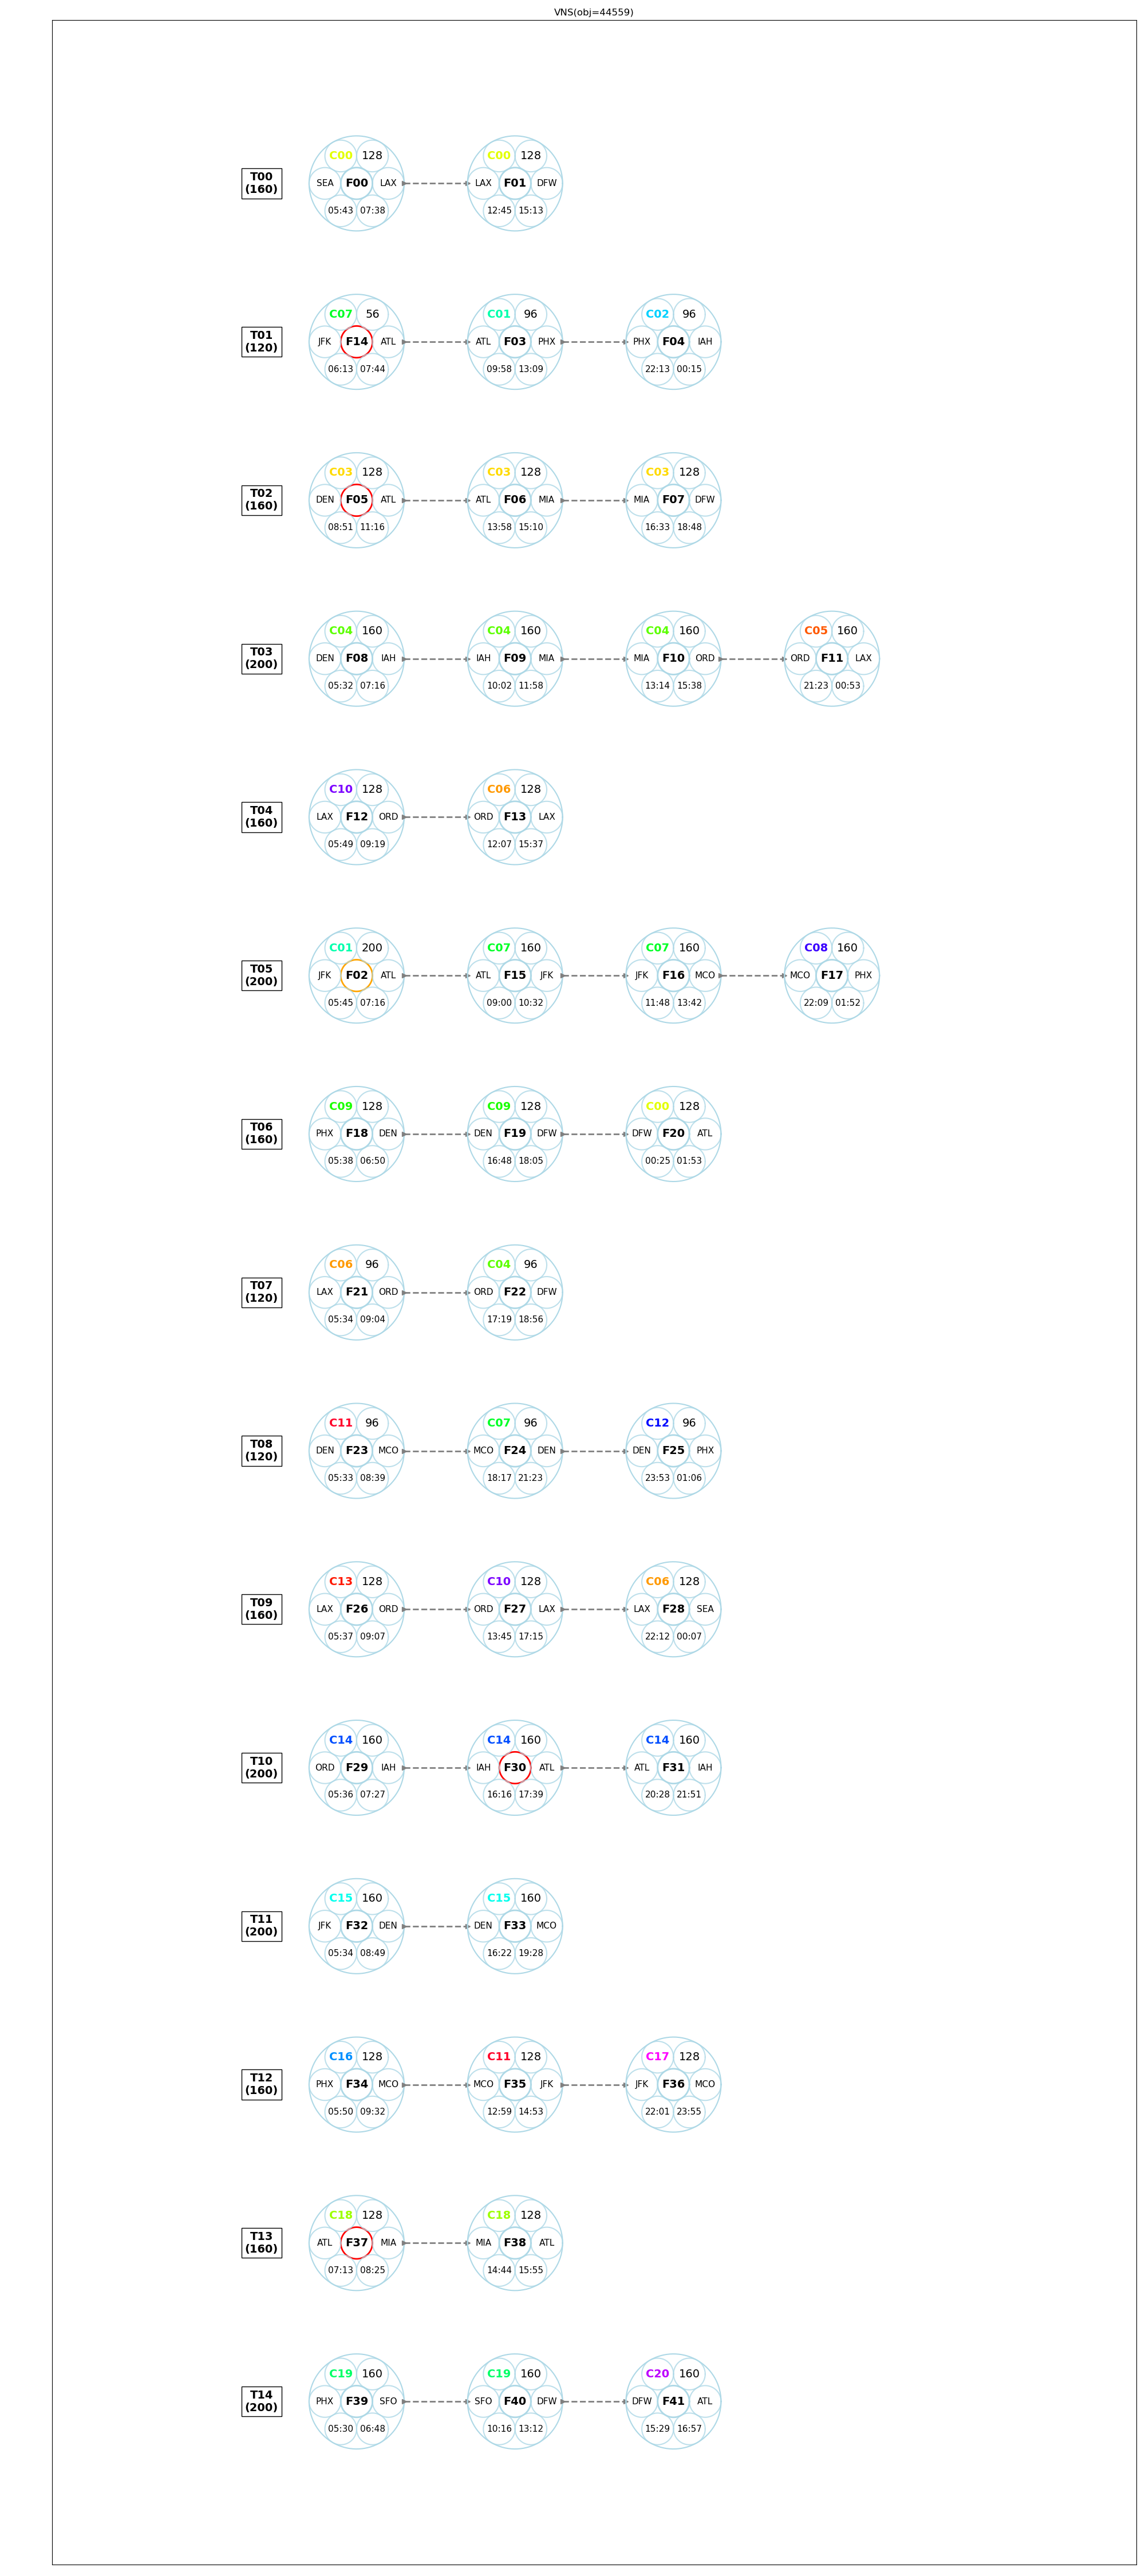 VNS(obj=44559)
T00
(160)
C00 128 C00 128
SEA F00 LAX LAX F01 DFW
05:43 07:38 12:45 15:13
T01
(120)
C07 56 C01 96 C02 96
JFK F14 ATL ATL F03 PHX PHX F04 IAH
06:13 07:44 09:58 13:09 22:13 00:15
T02
(160)
C03 128 C03 128 C03 128
DEN F05 ATL ATL F06 MIA MIA F07 DFW
08:51 11:16 13:58 15:10 16:33 18:48
T03
(200)
C04 160 C04 160 C04 160 C05 160
DEN F08 IAH IAH F09 MIA MIA F10 ORD ORD F11 LAX
05:32 07:16 10:02 11:58 13:14 15:38 21:23 00:53
T04
(160)
C10 128 C06 128
LAX F12 ORD ORD F13 LAX
05:49 09:19 12:07 15:37
T05
(200)
C01 200 C07 160 C07 160 C08 160
JFK F02 ATL ATL F15 JFK JFK F16 MCO MCO F17 PHX
05:45 07:16 09:00 10:32 11:48 13:42 22:09 01:52
T06
(160)
C09 128 C09 128 C00 128
PHX F18 DEN DEN F19 DFW DFW F20 ATL
05:38 06:50 16:48 18:05 00:25 01:53
T07
(120)
C06 96 C04 96
LAX F21 ORD ORD F22 DFW
05:34 09:04 17:19 18:56
T08
(120)
C11 96 C07 96 C12 96
DEN F23 MCO MCO F24 DEN DEN F25 PHX
05:33 08:39 18:17 21:23 23:53 01:06
T09
(160)
C13 128 C10 128 C06 128
LAX F26 ORD ORD F27 LAX LAX F28 SEA
05:37 09:07 13:45 17:15 22:12 00:07
T10
(200)
C14 160 C14 160 C14 160
ORD F29 IAH IAH F30 ATL ATL F31 IAH
05:36 07:27 16:16 17:39 20:28 21:51
T11
(200)
C15 160 C15 160
JFK F32 DEN DEN F33 MCO
05:34 08:49 16:22 19:28
T12
(160)
C16 128 C11 128 C17 128
PHX F34 MCO MCO F35 JFK JFK F36 MCO
05:50 09:32 12:59 14:53 22:01 23:55
T13
(160)
C18 128 C18 128
ATL F37 MIA MIA F38 ATL
07:13 08:25 14:44 15:55
T14
(200)
C19 160 C19 160 C20 160
PHX F39 SFO SFO F40 DFW DFW F41 ATL
05:30 06:48 10:16 13:12 15:29 16:57